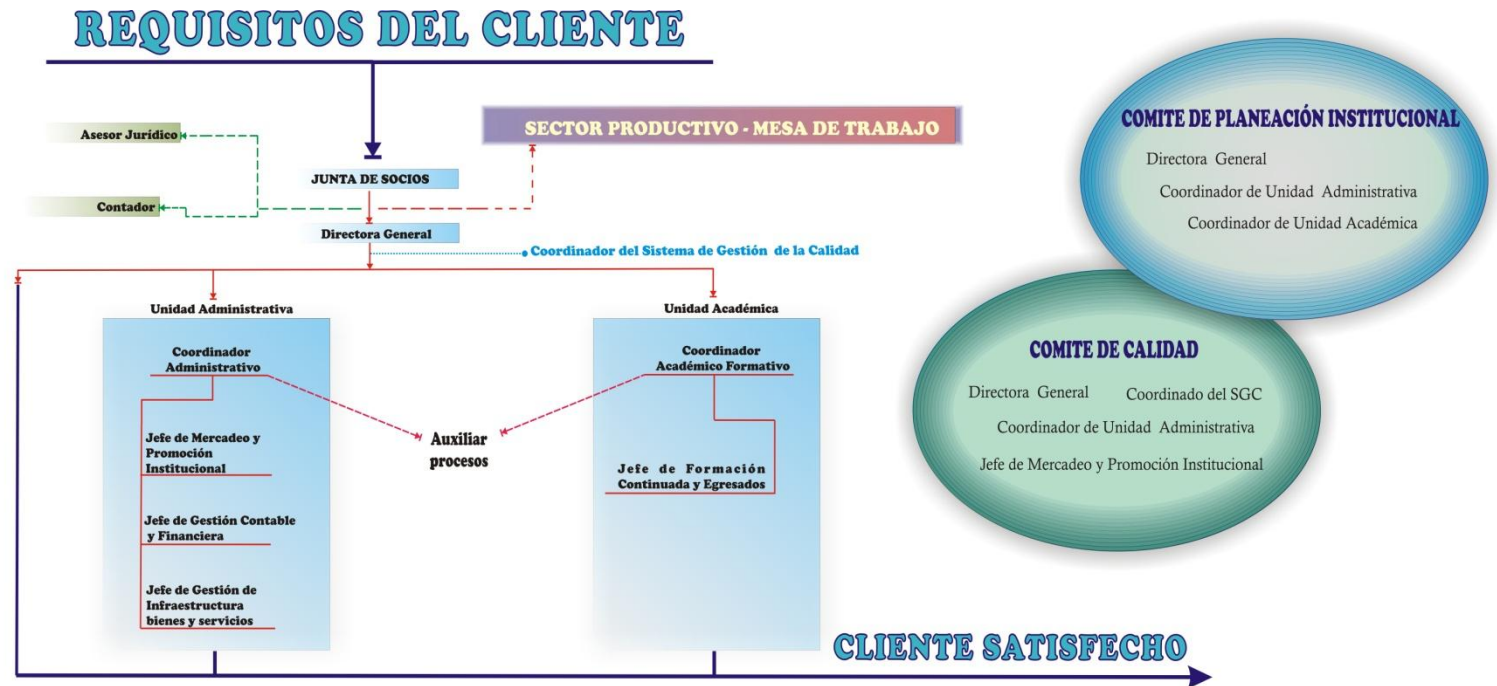 REQUISITOS DEL CLIENTE
Asesor Jurídico
SECTOR PRODUCTIVO - MESA DE TRABAJO
JUNTA DE SOCIOS
Contador
Directora General
Coordinador del Sistema de Gestión de la Calidad
Unidad Administrativa
Coordinador
Administrativo
Jefe de Mercadeo y
Promoción
Institucional
Jefe de Gestión Contable
y Financiera
Jefe de Gestión de
Infraestructura
bienes y servicios
Auxiliar
procesos
Unidad Académica
Coordinador
Académico Formativo
Jefe de Formación
Continuada y Egresados
CLIENTE SATISFECHO
COMITE DE PLANEACIÓN INSTITUCIONAL
Directora General
Coordinador de Unidad Administrativa
Coordinador de Unidad Académica
COMITE DE CALIDAD
Directora General
Coordinado del SGC
Coordinador de Unidad Administrativa
Jefe de Mercadeo y Promoción Institucional